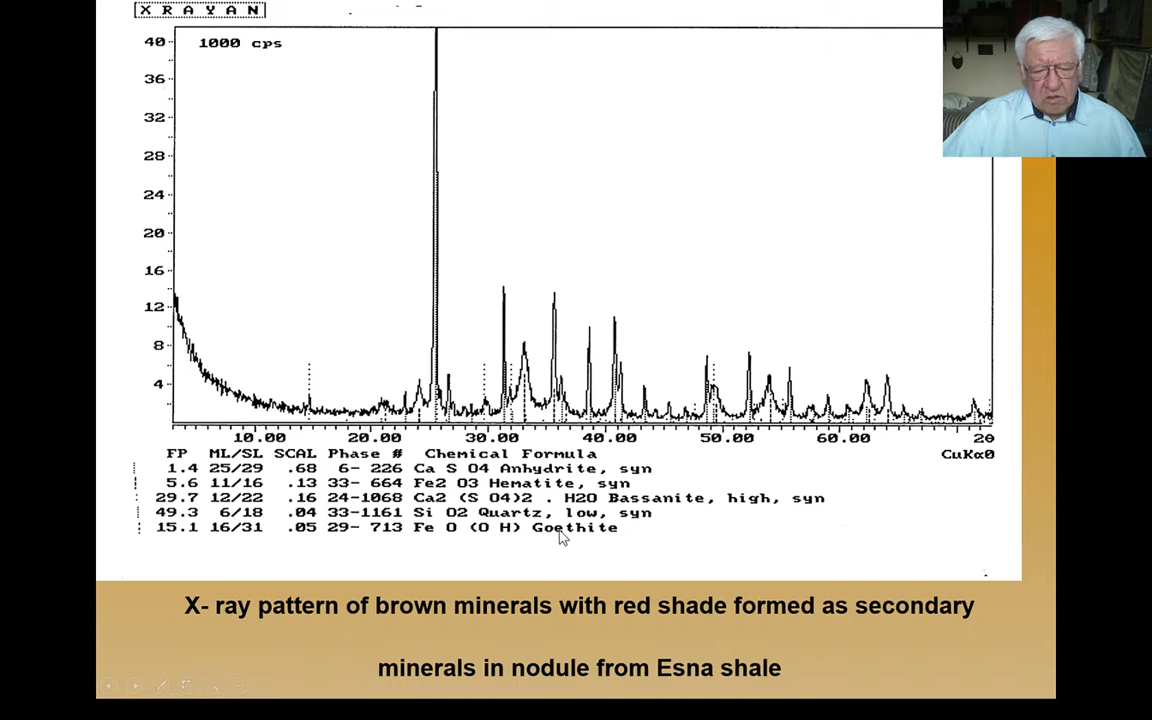 X R A Y A N
1000 cps
40
36
32
28
24
20
16
12
8
4
10.00 20.00 30.00 40.00 50.00 60.00 20
CuKα0
FP ML/SL SCAL Phase # Chemical Formula
1.4 25/29 .68 6- 226 Ca S O4 Anhydrite, syn
5.6 11/16 .13 33- 664 Fe2 O3 Hematite, syn
29.7 12/22 .16 24-1068 Ca2 (S O4)2 . H2O Bassanite, high, syn
49.3 6/18 .04 33-1161 Si O2 Quartz, low, syn
15.1 16/31 .05 29- 713 Fe O (O H) Goethite
X- ray pattern of brown minerals with red shade formed as secondary
minerals in nodule from Esna shale